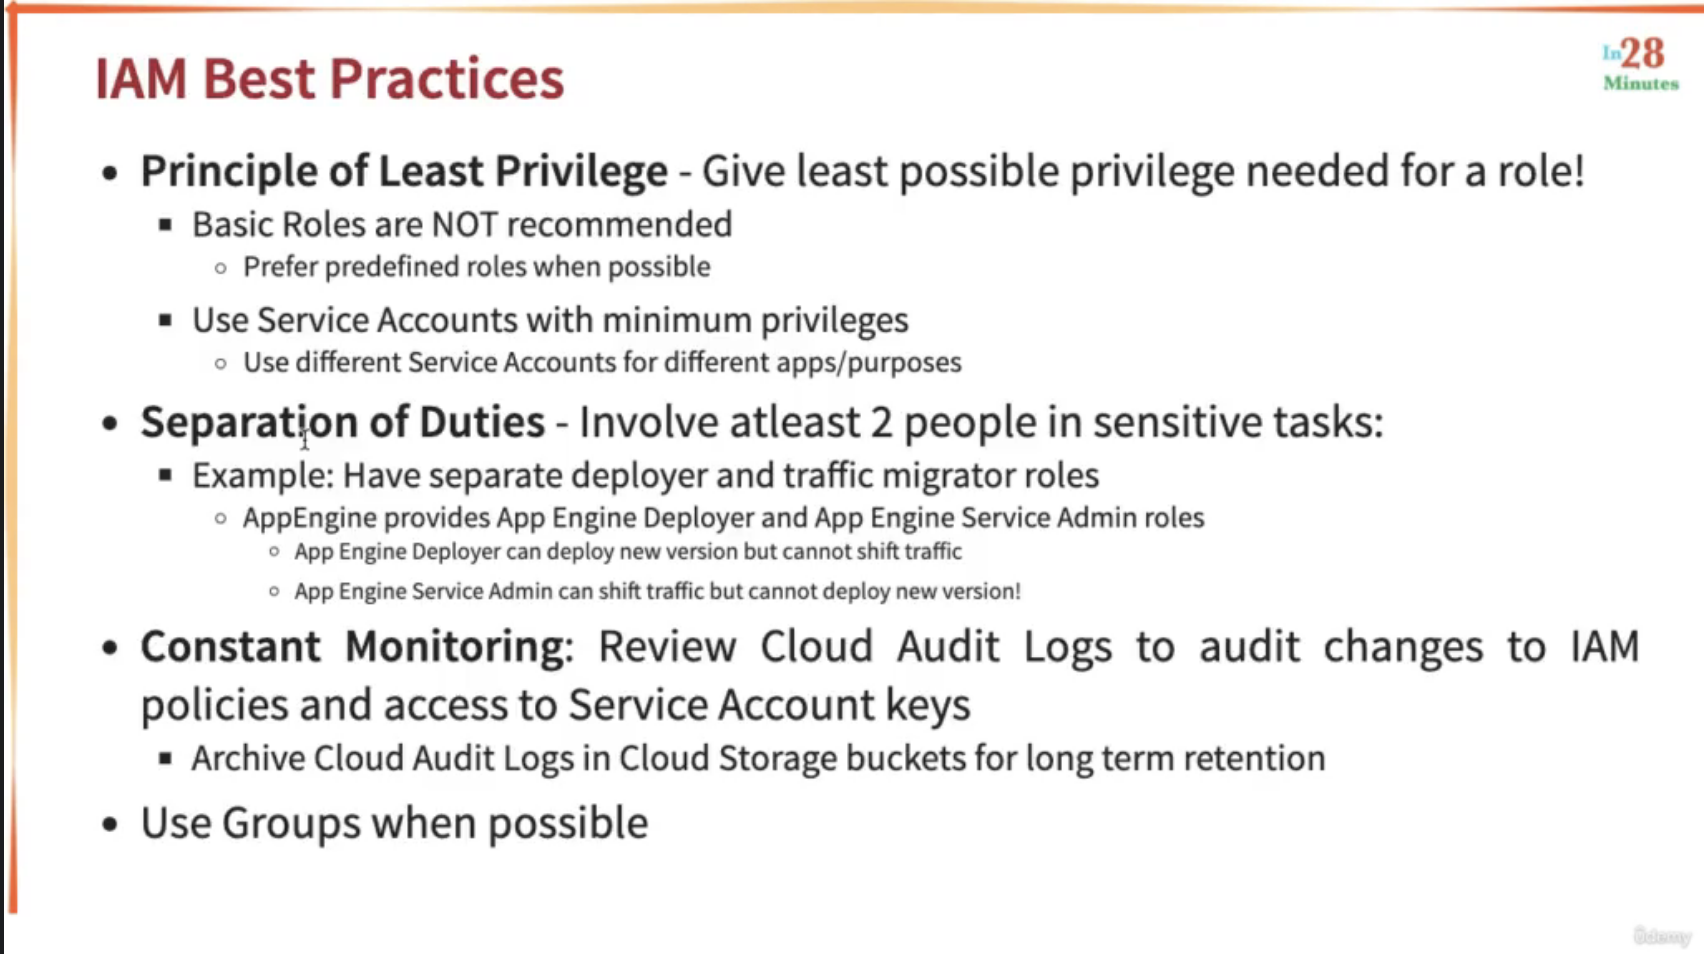 IAM Best Practices
In28
Minutes
• Principle of Least Privilege - Give least possible privilege needed for a role!
▪ Basic Roles are NOT recommended
○ Prefer predefined roles when possible
▪ Use Service Accounts with minimum privileges
○ Use different Service Accounts for different apps/purposes
• Separation of Duties - Involve atleast 2 people in sensitive tasks:
▪ Example: Have separate deployer and traffic migrator roles
○ AppEngine provides App Engine Deployer and App Engine Service Admin roles
○ App Engine Deployer can deploy new version but cannot shift traffic
○ App Engine Service Admin can shift traffic but cannot deploy new version!
• Constant Monitoring: Review Cloud Audit Logs to audit changes to IAM
policies and access to Service Account keys
▪ Archive Cloud Audit Logs in Cloud Storage buckets for long term retention
• Use Groups when possible
ûdemy